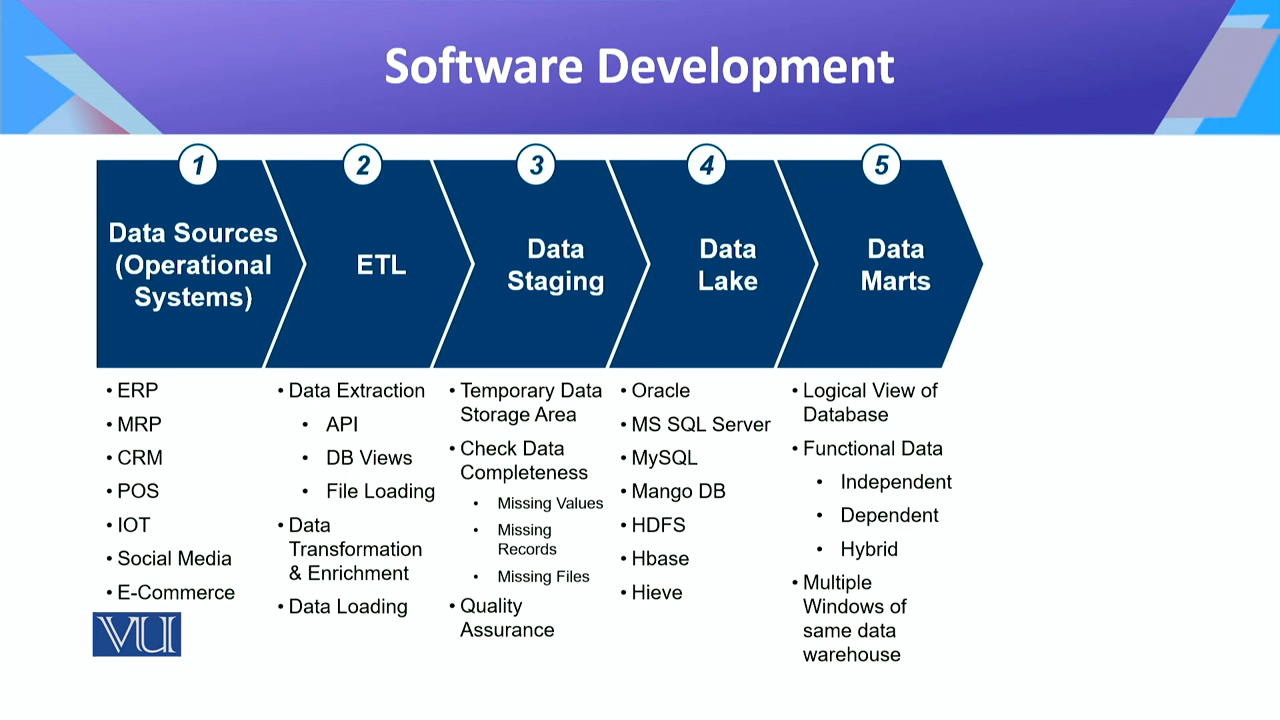 Software Development
1
Data Sources
(Operational
Systems)
• ERP
• MRP
• CRM
• POS
• IOT
• Social Media
• E-Commerce
2
ETL
• Data Extraction
• API
• DB Views
• File Loading
• Data
Transformation
& Enrichment
• Data Loading
3
Data
Staging
• Temporary Data
Storage Area
• Check Data
Completeness
• Missing Values
• Missing
Records
• Missing Files
• Quality
Assurance
4
Data
Lake
• Oracle
• MS SQL Server
• MySQL
• Mango DB
• HDFS
• Hbase
• Hieve
5
Data
Marts
• Logical View of
Database
• Functional Data
• Independent
• Dependent
• Hybrid
• Multiple
Windows of
same data
warehouse
VU